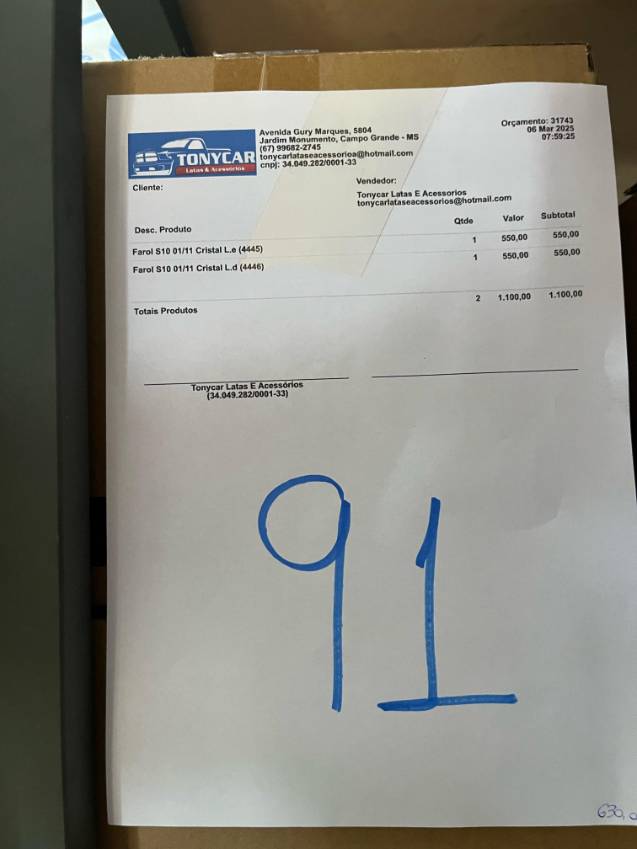 TONYCAR
Latas & Acessórios
Avenida Gury Marques, 5804
Jardim Monumento, Campo Grande - MS
(67) 99682-2745
tonycarlataseacessorioa@hotmail.com
cnpj: 34.049.282/0001-33
Orçamento: 31743
06 Mar 2025
07:59:25
Cliente:
Vendedor:
Tonycar Latas E Acessorios
tonycarlataseacessorios@hotmail.com
Desc. Produto Qtde Valor Subtotal
Farol S10 01/11 Cristal L.e (4445) 1 550,00 550,00
Farol S10 01/11 Cristal L.d (4446) 1 550,00 550,00
Totais Produtos 2 1.100,00 1.100,00
Tonycar Latas E Acessórios
(34.049.282/0001-33)
91
630,0